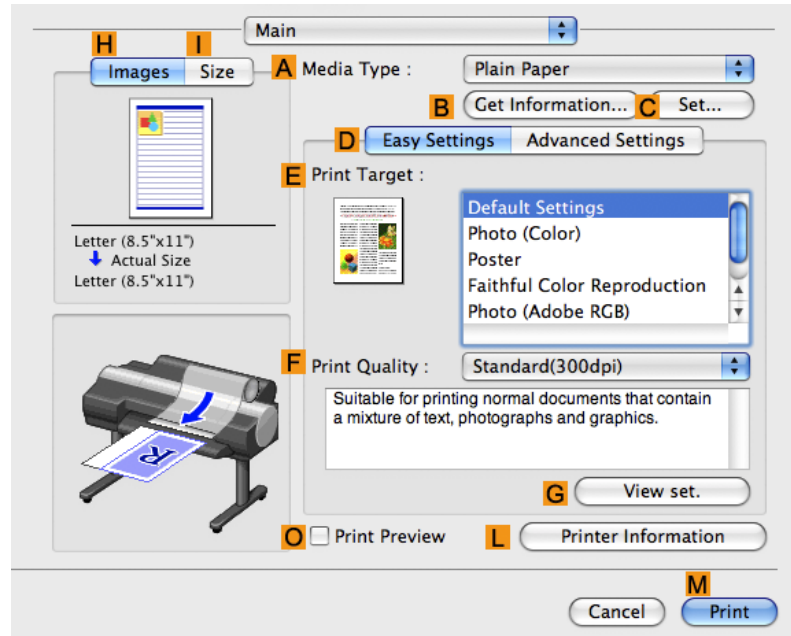 Main
H
I
Images
Size
A
Media Type :
Plain Paper
B
Get Information...
C
Set...
D
Easy Settings
Advanced Settings
E
Print Target :
Default Settings
Photo (Color)
Poster
Faithful Color Reproduction
Photo (Adobe RGB)
Letter (8.5"x11")
Actual Size
Letter (8.5"x11")
R
F
Print Quality :
Standard(300dpi)
Suitable for printing normal documents that contain
a mixture of text, photographs and graphics.
G
View set.
O
Print Preview
L
Printer Information
M
Cancel
Print